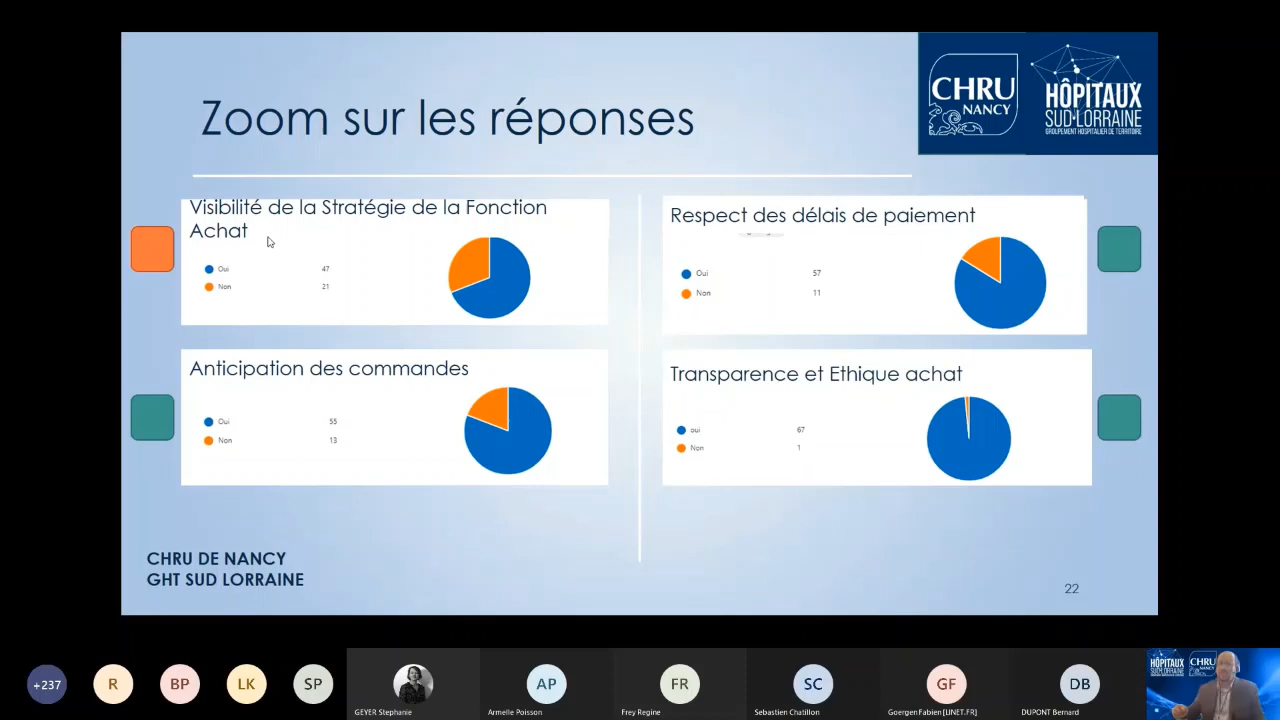 Zoom sur les réponses
CHRU
NANCY
HÔPITAUX
SUD-LORRAINE
GROUPEMENT HOSPITALIER DE TERRITOIRE
Visibilité de la Stratégie de la Fonction
Achat
Oui 47
Non 21
Respect des délais de paiement
Oui 57
Non 11
Anticipation des commandes
Oui 55
Non 13
Transparence et Ethique achat
oui 67
Non 1
CHRU DE NANCY
GHT SUD LORRAINE
22
+237
R
BP
LK
SP
GEYER Stephanie
AP
Armelle Poisson
FR
Frey Regine
SC
Sebastien Chatillon
GF
Goergen Fabien [LINET.FR]
DB
DUPONT Bernard
HÔPITAUX
SUD-LORRAINE
CHRU